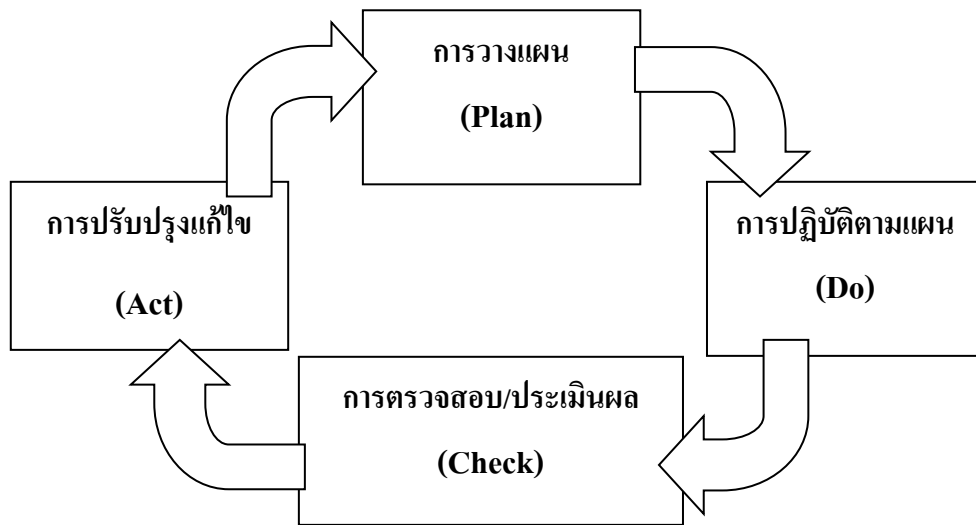 การวางแผน
(Plan)
การปฏิบัติตามแผน
(Do)
การตรวจสอบ/ประเมินผล
(Check)
การปรับปรุงแก้ไข
(Act)